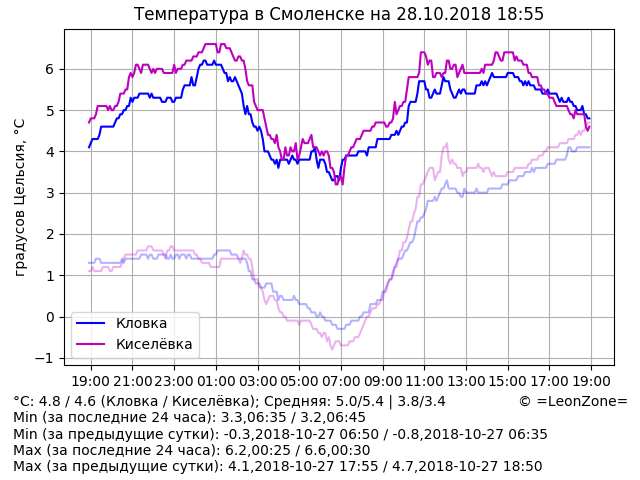 Температура в Смоленске на 28.10.2018 18:55
градусов Цельсия, °C
6
5
4
3
2
1
0
−1
Кловка
Киселёвка
19:00 21:00 23:00 01:00 03:00 05:00 07:00 09:00 11:00 13:00 15:00 17:00 19:00
°C: 4.8 / 4.6 (Кловка / Киселёвка); Средняя: 5.0/5.4 | 3.8/3.4 © =LeonZone=
Min (за последние 24 часа): 3.3,06:35 / 3.2,06:45
Min (за предыдущие сутки): -0.3,2018-10-27 06:50 / -0.8,2018-10-27 06:35
Max (за последние 24 часа): 6.2,00:25 / 6.6,00:30
Max (за предыдущие сутки): 4.1,2018-10-27 17:55 / 4.7,2018-10-27 18:50